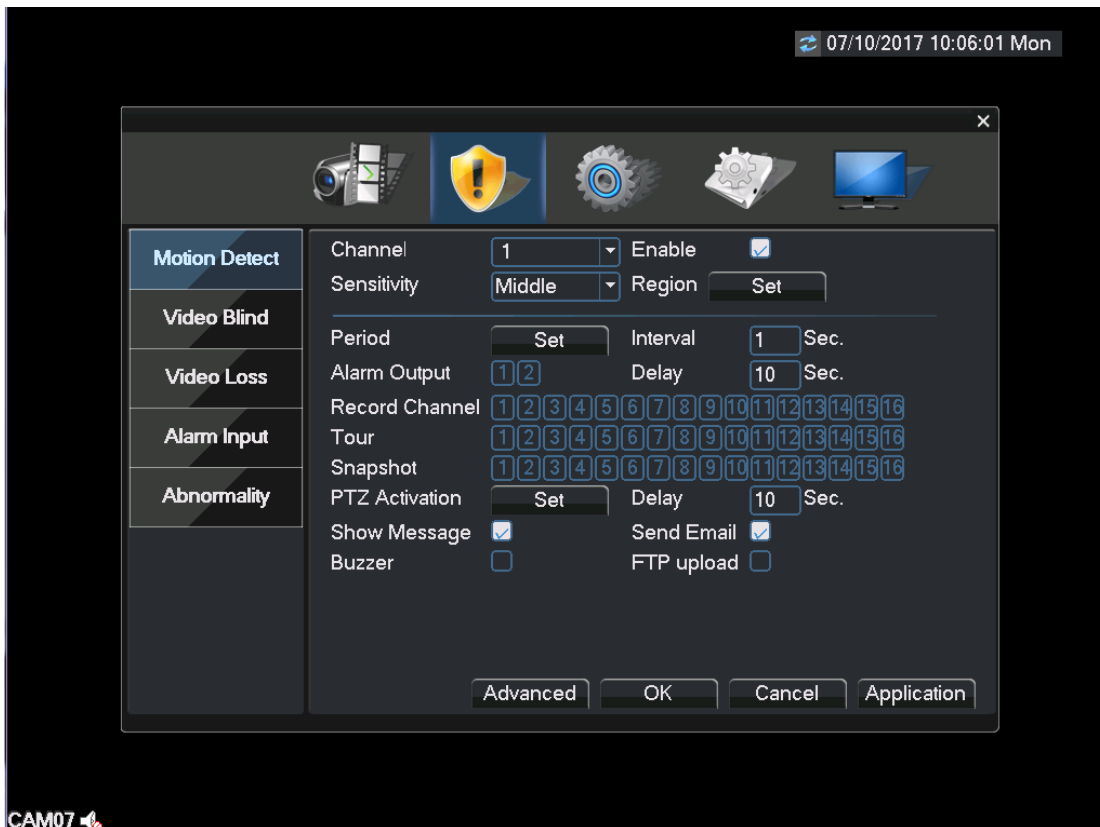 07/10/2017 10:06:01 Mon
Motion Detect
Video Blind
Video Loss
Alarm Input
Abnormality
Channel 1 Enable
Sensitivity Middle Region Set
Period Set Interval 1 Sec.
Alarm Output 1 2 Delay 10 Sec.
Record Channel 1 2 3 4 5 6 7 8 9 10 11 12 13 14 15 16
Tour 1 2 3 4 5 6 7 8 9 10 11 12 13 14 15 16
Snapshot 1 2 3 4 5 6 7 8 9 10 11 12 13 14 15 16
PTZ Activation Set Delay 10 Sec.
Show Message Send Email
Buzzer FTP upload
Advanced OK Cancel Application
CAM07